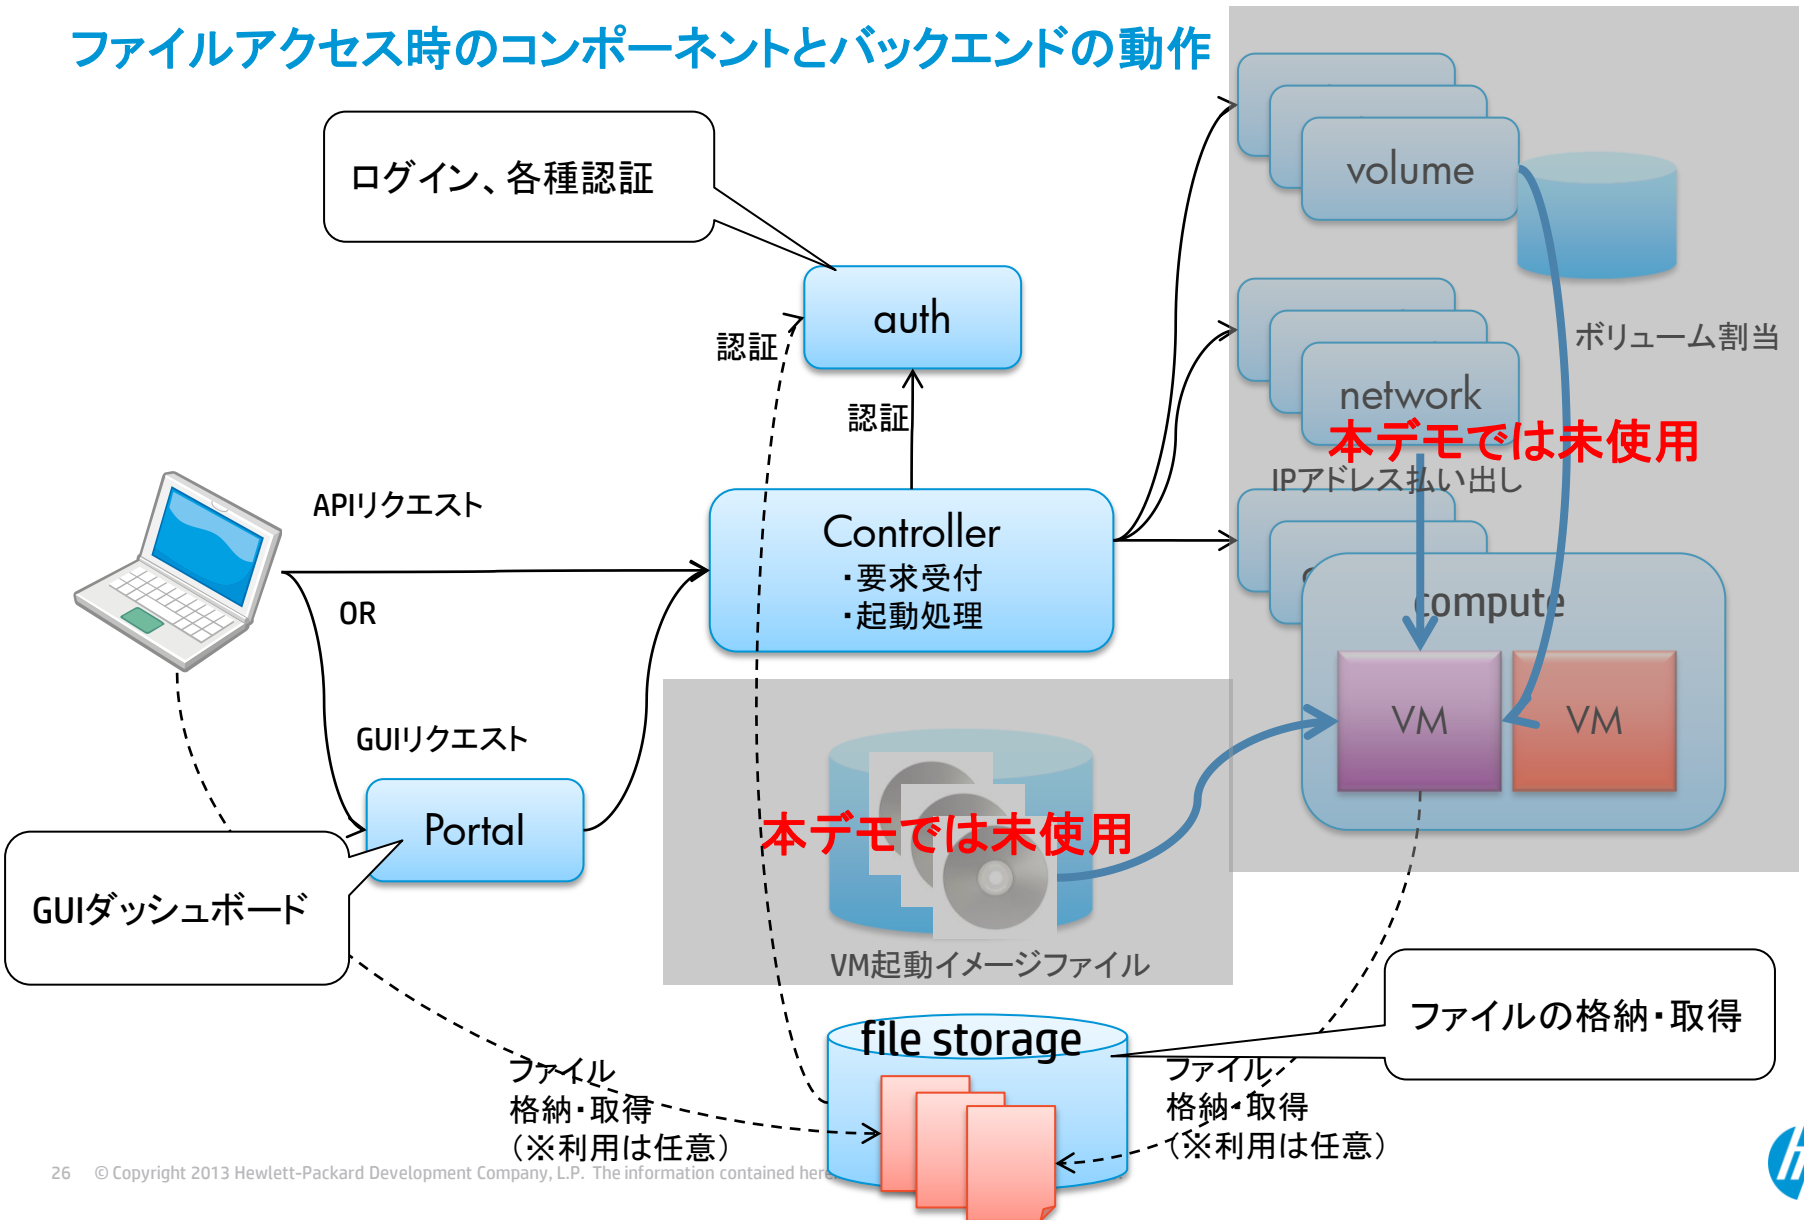 ファイルアクセス時のコンポーネントとバックエンドの動作
ログイン、各種認証
volume
auth
認証
ボリューム割当
認証
network
本デモでは未使用
IPアドレス払い出し
APIリクエスト
Controller
・要求受付
・起動処理
OR
compute
VM
VM
GUIリクエスト
Portal
本デモでは未使用
GUIダッシュボード
VM起動イメージファイル
ファイルの格納・取得
file storage
ファイル
格納・取得
（※利用は任意）
ファイル
格納・取得
（※利用は任意）
26 © Copyright 2013 Hewlett-Packard Development Company, L.P. The information contained